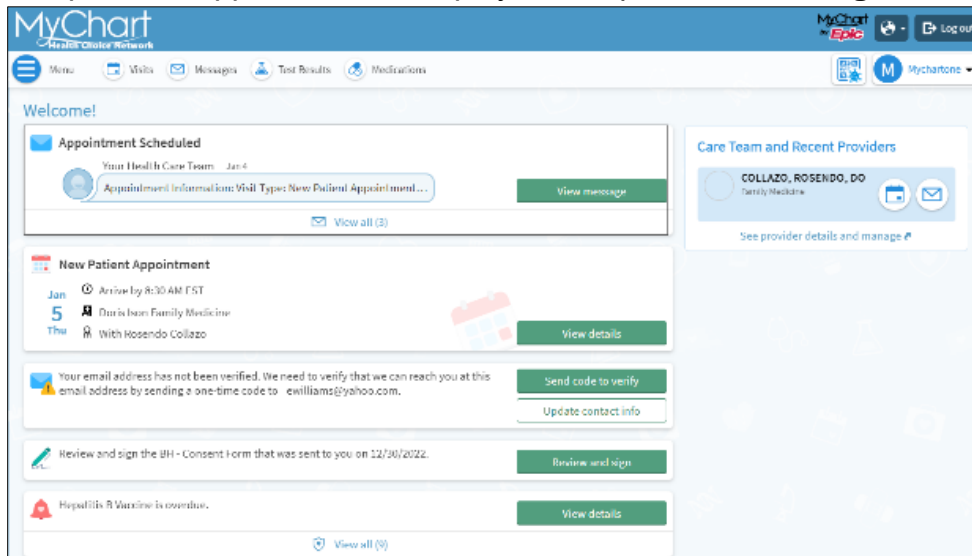 MyChart
Health Choice Network
MyChart
by Epic
Log out
Menu
Visits
Messages
Test Results
Medications
M
Mychartone
Welcome!
Appointment Scheduled
Your Health Care Team Jan 4
Appointment Information: Visit Type: New Patient Appointment...
View message
View all (3)
New Patient Appointment
Jan
5
Thu
Arrive by 8:30 AM EST
Doris Ison Family Medicine
With Rosendo Collazo
View details
Your email address has not been verified. We need to verify that we can reach you at this
email address by sending a one-time code to ewilliams@yahoo.com.
Send code to verify
Update contact info
Review and sign the BH - Consent Form that was sent to you on 12/30/2022.
Review and sign
Hepatitis B Vaccine is overdue.
View details
View all (9)
Care Team and Recent Providers
COLLAZO, ROSENDO, DO
Family Medicine
See provider details and manage